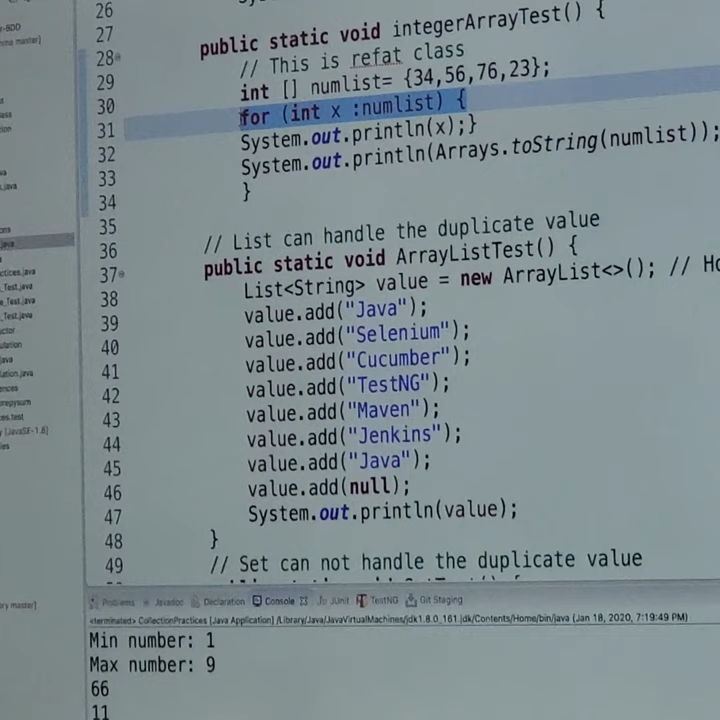 26
27
28 public static void integerArrayTest() {
29 // This is refat class
30 int [] numlist= {34,56,76,23};
31 for (int x :numlist) {
32 System.out.println(x);}
33 System.out.println(Arrays.toString(numlist));
34 }
35
36 // List can handle the duplicate value
37 public static void ArrayListTest() {
38 List<String> value = new ArrayList<>(); // Ho
39 value.add("Java");
40 value.add("Selenium");
41 value.add("Cucumber");
42 value.add("TestNG");
43 value.add("Maven");
44 value.add("Jenkins");
45 value.add("Java");
46 value.add(null);
47 System.out.println(value);
48 }
49 // Set can not handle the duplicate value
Problems Javadoc Declaration Console JUnit TestNG Git Staging
<terminated> CollectionPractices [Java Application] /Library/Java/JavaVirtualMachines/jdk1.8.0_161.jdk/Contents/Home/bin/java (Jan 18, 2020, 7:19:49 PM)
Min number: 1
Max number: 9
66
11